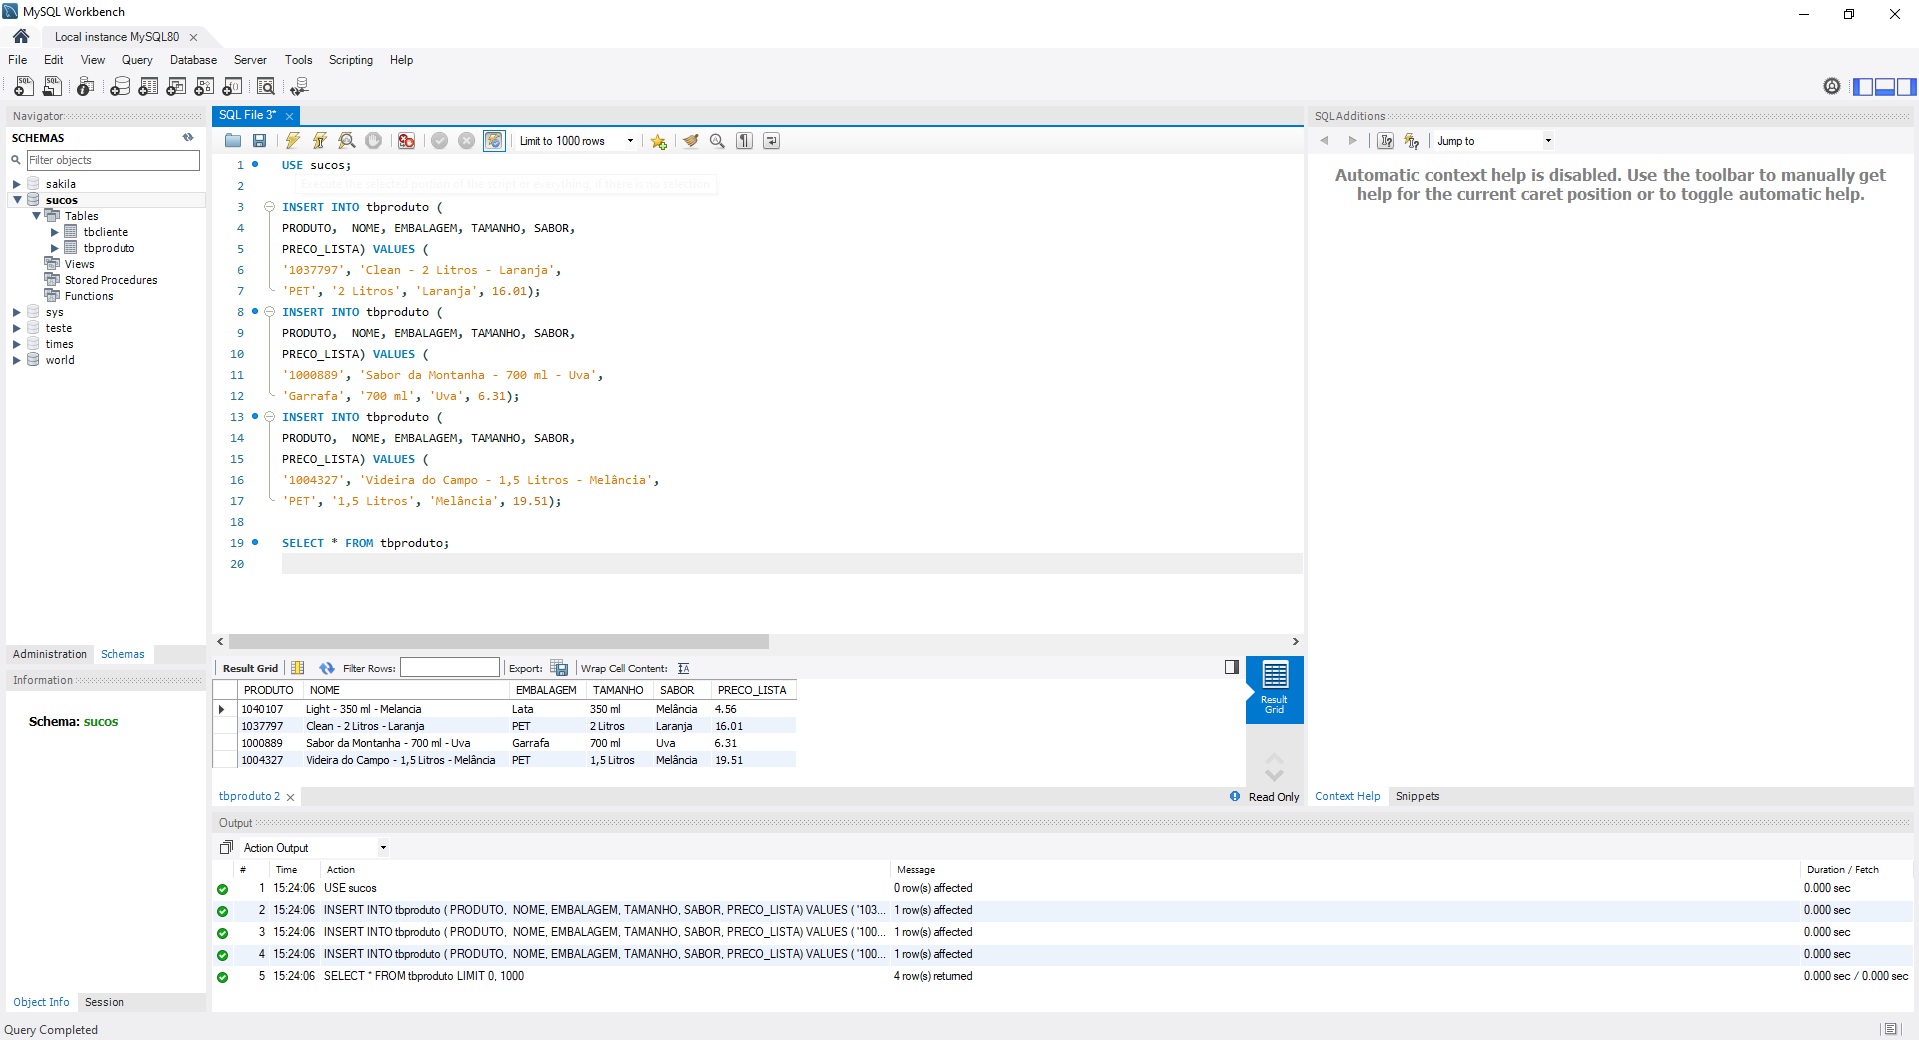 MySQL Workbench
Local instance MySQL80
File Edit View Query Database Server Tools Scripting Help
Navigator
SCHEMAS
Filter objects
sakila
sucos
Tables
tbcliente
tbproduto
Views
Stored Procedures
Functions
sys
teste
times
world
Administration Schemas
Information
Schema: sucos
Object Info Session
SQL File 3*
Limit to 1000 rows
1 USE sucos;
2
Execute the selected portion of the script or everything, if there is no selection
3 INSERT INTO tbproduto (
4 PRODUTO,  NOME, EMBALAGEM, TAMANHO, SABOR,
5 PRECO_LISTA) VALUES (
6 '1037797', 'Clean - 2 Litros - Laranja',
7 'PET', '2 Litros', 'Laranja', 16.01);
8 INSERT INTO tbproduto (
9 PRODUTO,  NOME, EMBALAGEM, TAMANHO, SABOR,
10 PRECO_LISTA) VALUES (
11 '1000889', 'Sabor da Montanha - 700 ml - Uva',
12 'Garrafa', '700 ml', 'Uva', 6.31);
13 INSERT INTO tbproduto (
14 PRODUTO,  NOME, EMBALAGEM, TAMANHO, SABOR,
15 PRECO_LISTA) VALUES (
16 '1004327', 'Videira do Campo - 1,5 Litros - Melância',
17 'PET', '1,5 Litros', 'Melância', 19.51);
18
19 SELECT * FROM tbproduto;
20
Result Grid Filter Rows: Export: Wrap Cell Content:
PRODUTO NOME EMBALAGEM TAMANHO SABOR PRECO_LISTA
1040107 Light - 350 ml - Melancia Lata 350 ml Melância 4.56
1037797 Clean - 2 Litros - Laranja PET 2 Litros Laranja 16.01
1000889 Sabor da Montanha - 700 ml - Uva Garrafa 700 ml Uva 6.31
1004327 Videira do Campo - 1,5 Litros - Melância PET 1,5 Litros Melância 19.51
Result
Grid
tbproduto 2 Read Only
SQLAdditions
Jump to
Automatic context help is disabled. Use the toolbar to manually get
help for the current caret position or to toggle automatic help.
Context Help Snippets
Output
Action Output
# Time Action Message Duration / Fetch
1 15:24:06 USE sucos 0 row(s) affected 0.000 sec
2 15:24:06 INSERT INTO tbproduto ( PRODUTO,  NOME, EMBALAGEM, TAMANHO, SABOR, PRECO_LISTA) VALUES ( '103... 1 row(s) affected 0.000 sec
3 15:24:06 INSERT INTO tbproduto ( PRODUTO,  NOME, EMBALAGEM, TAMANHO, SABOR, PRECO_LISTA) VALUES ( '100... 1 row(s) affected 0.000 sec
4 15:24:06 INSERT INTO tbproduto ( PRODUTO,  NOME, EMBALAGEM, TAMANHO, SABOR, PRECO_LISTA) VALUES ( '100... 1 row(s) affected 0.000 sec
5 15:24:06 SELECT * FROM tbproduto LIMIT 0, 1000 4 row(s) returned 0.000 sec / 0.000 sec
Query Completed